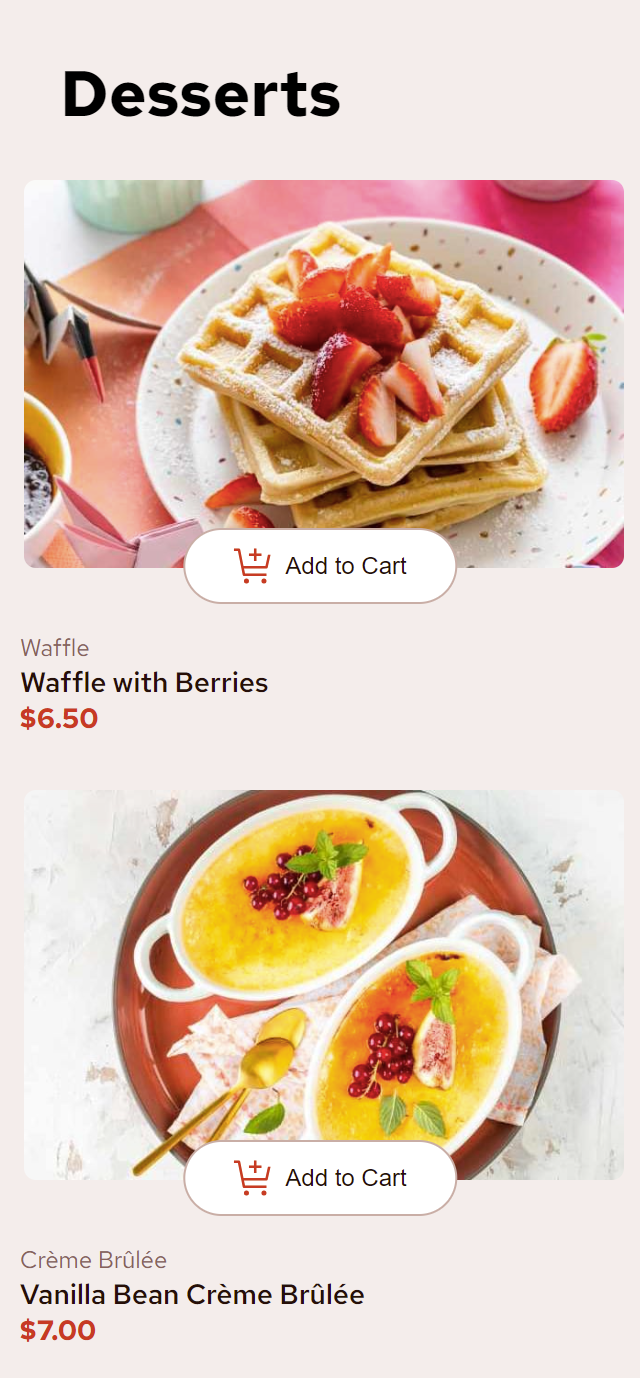 Desserts
Add to Cart
Waffle
Waffle with Berries
$6.50
Add to Cart
Crème Brûlée
Vanilla Bean Crème Brûlée
$7.00